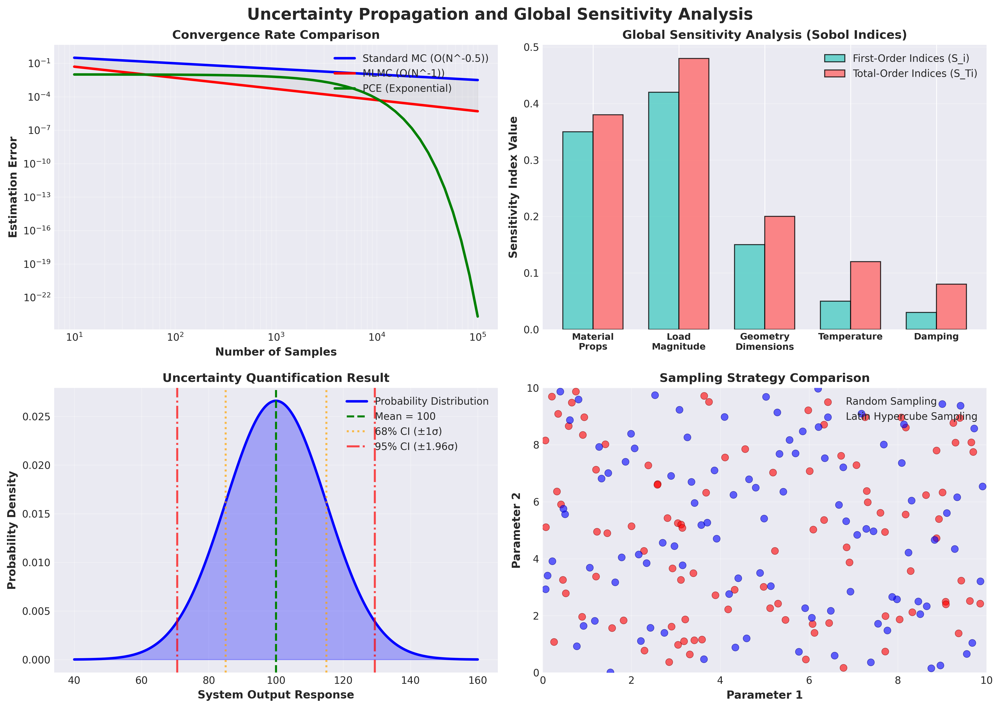 Uncertainty Propagation and Global Sensitivity Analysis
Convergence Rate Comparison
Standard MC (O(N^-0.5))
MLMC (O(N^-1))
PCE (Exponential)
Estimation Error
10⁻¹
10⁻⁴
10⁻⁷
10⁻¹⁰
10⁻¹³
10⁻¹⁶
10⁻¹⁹
10⁻²²
10¹ 10² 10³ 10⁴ 10⁵
Number of Samples
Global Sensitivity Analysis (Sobol Indices)
First-Order Indices (S_i)
Total-Order Indices (S_Ti)
Sensitivity Index Value
0.5
0.4
0.3
0.2
0.1
0.0
Material Props
Load Magnitude
Geometry Dimensions
Temperature
Damping
Uncertainty Quantification Result
Probability Distribution
Mean = 100
68% CI (±1σ)
95% CI (±1.96σ)
Probability Density
0.025
0.020
0.015
0.010
0.005
0.000
40 60 80 100 120 140 160
System Output Response
Sampling Strategy Comparison
Random Sampling
Latin Hypercube Sampling
Parameter 2
10
8
6
4
2
0
0 2 4 6 8 10
Parameter 1